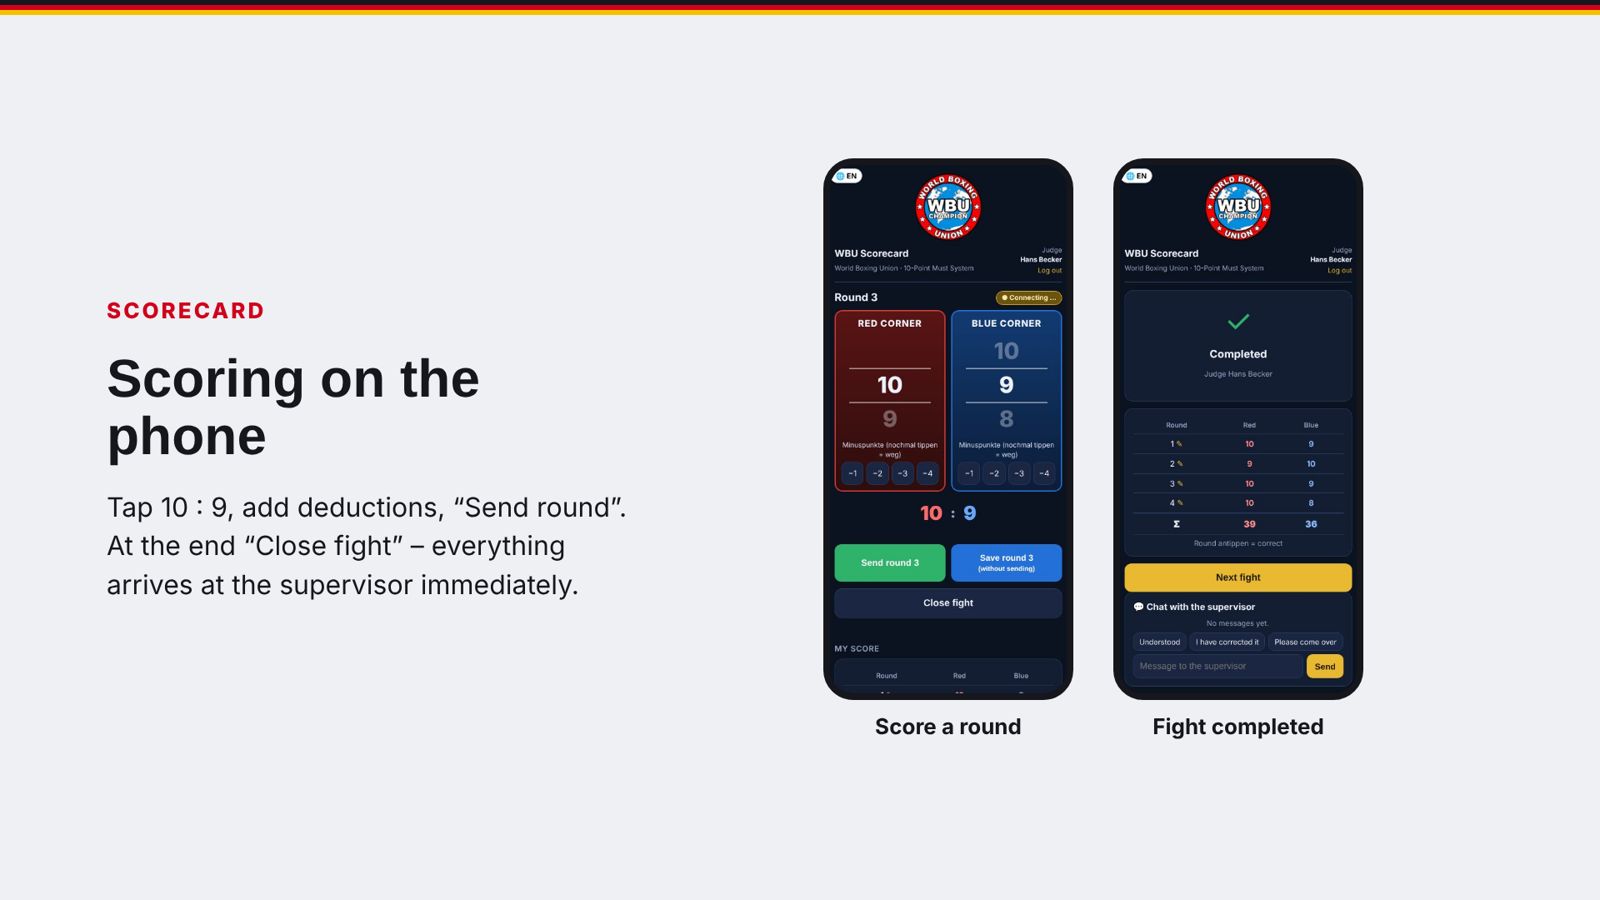 SCORECARD
Scoring on the
phone
Tap 10 : 9, add deductions, “Send round”.
At the end “Close fight” – everything
arrives at the supervisor immediately.
🌐 EN
WORLD BOXING
WBU
CHAMPION
UNION
WBU Scorecard
World Boxing Union · 10-Point Must System
Judge
Hans Becker
Log out
Round 3
Connecting ...
RED CORNER
10
9
Minuspunkte (nochmal tippen
= weg)
−1 −2 −3 −4
BLUE CORNER
10
9
8
Minuspunkte (nochmal tippen
= weg)
−1 −2 −3 −4
10 : 9
Send round 3
Save round 3
(without sending)
Close fight
MY SCORE
Round Red Blue
Score a round
🌐 EN
WORLD BOXING
WBU
CHAMPION
UNION
WBU Scorecard
World Boxing Union · 10-Point Must System
Judge
Hans Becker
Log out
Completed
Judge Hans Becker
Round Red Blue
1 ✎ 10 9
2 ✎ 9 10
3 ✎ 10 9
4 ✎ 10 8
Σ 39 36
Round antippen = correct
Next fight
💬 Chat with the supervisor
No messages yet.
Understood I have corrected it Please come over
Message to the supervisor Send
Fight completed